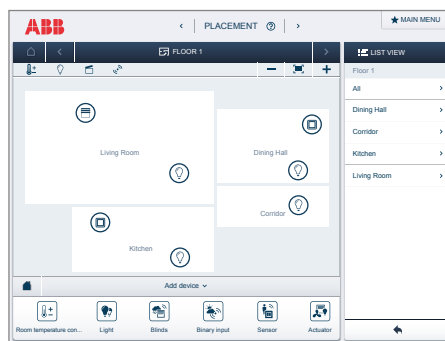 ABB
PLACEMENT
MAIN MENU
FLOOR 1
LIST VIEW
Floor 1
All
Dining Hall
Corridor
Kitchen
Living Room
Living Room
Dining Hall
Corridor
Kitchen
Add device
Room temperature con...
Light
Blinds
Binary input
Sensor
Actuator